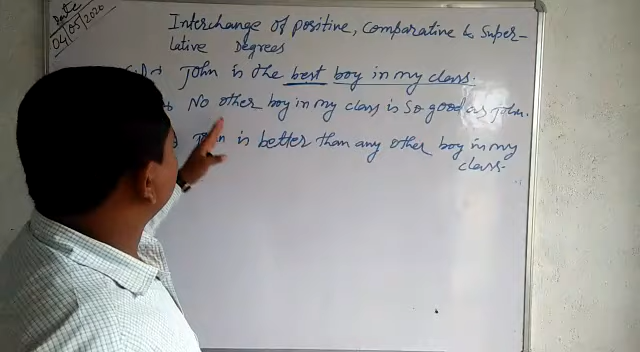 Date
04/05/2020
Interchange of positive, Comparative & Super-
lative Degrees
John is the best boy in my class.
No other boy in my class is so good as John.
is better than any other boy in my
class.